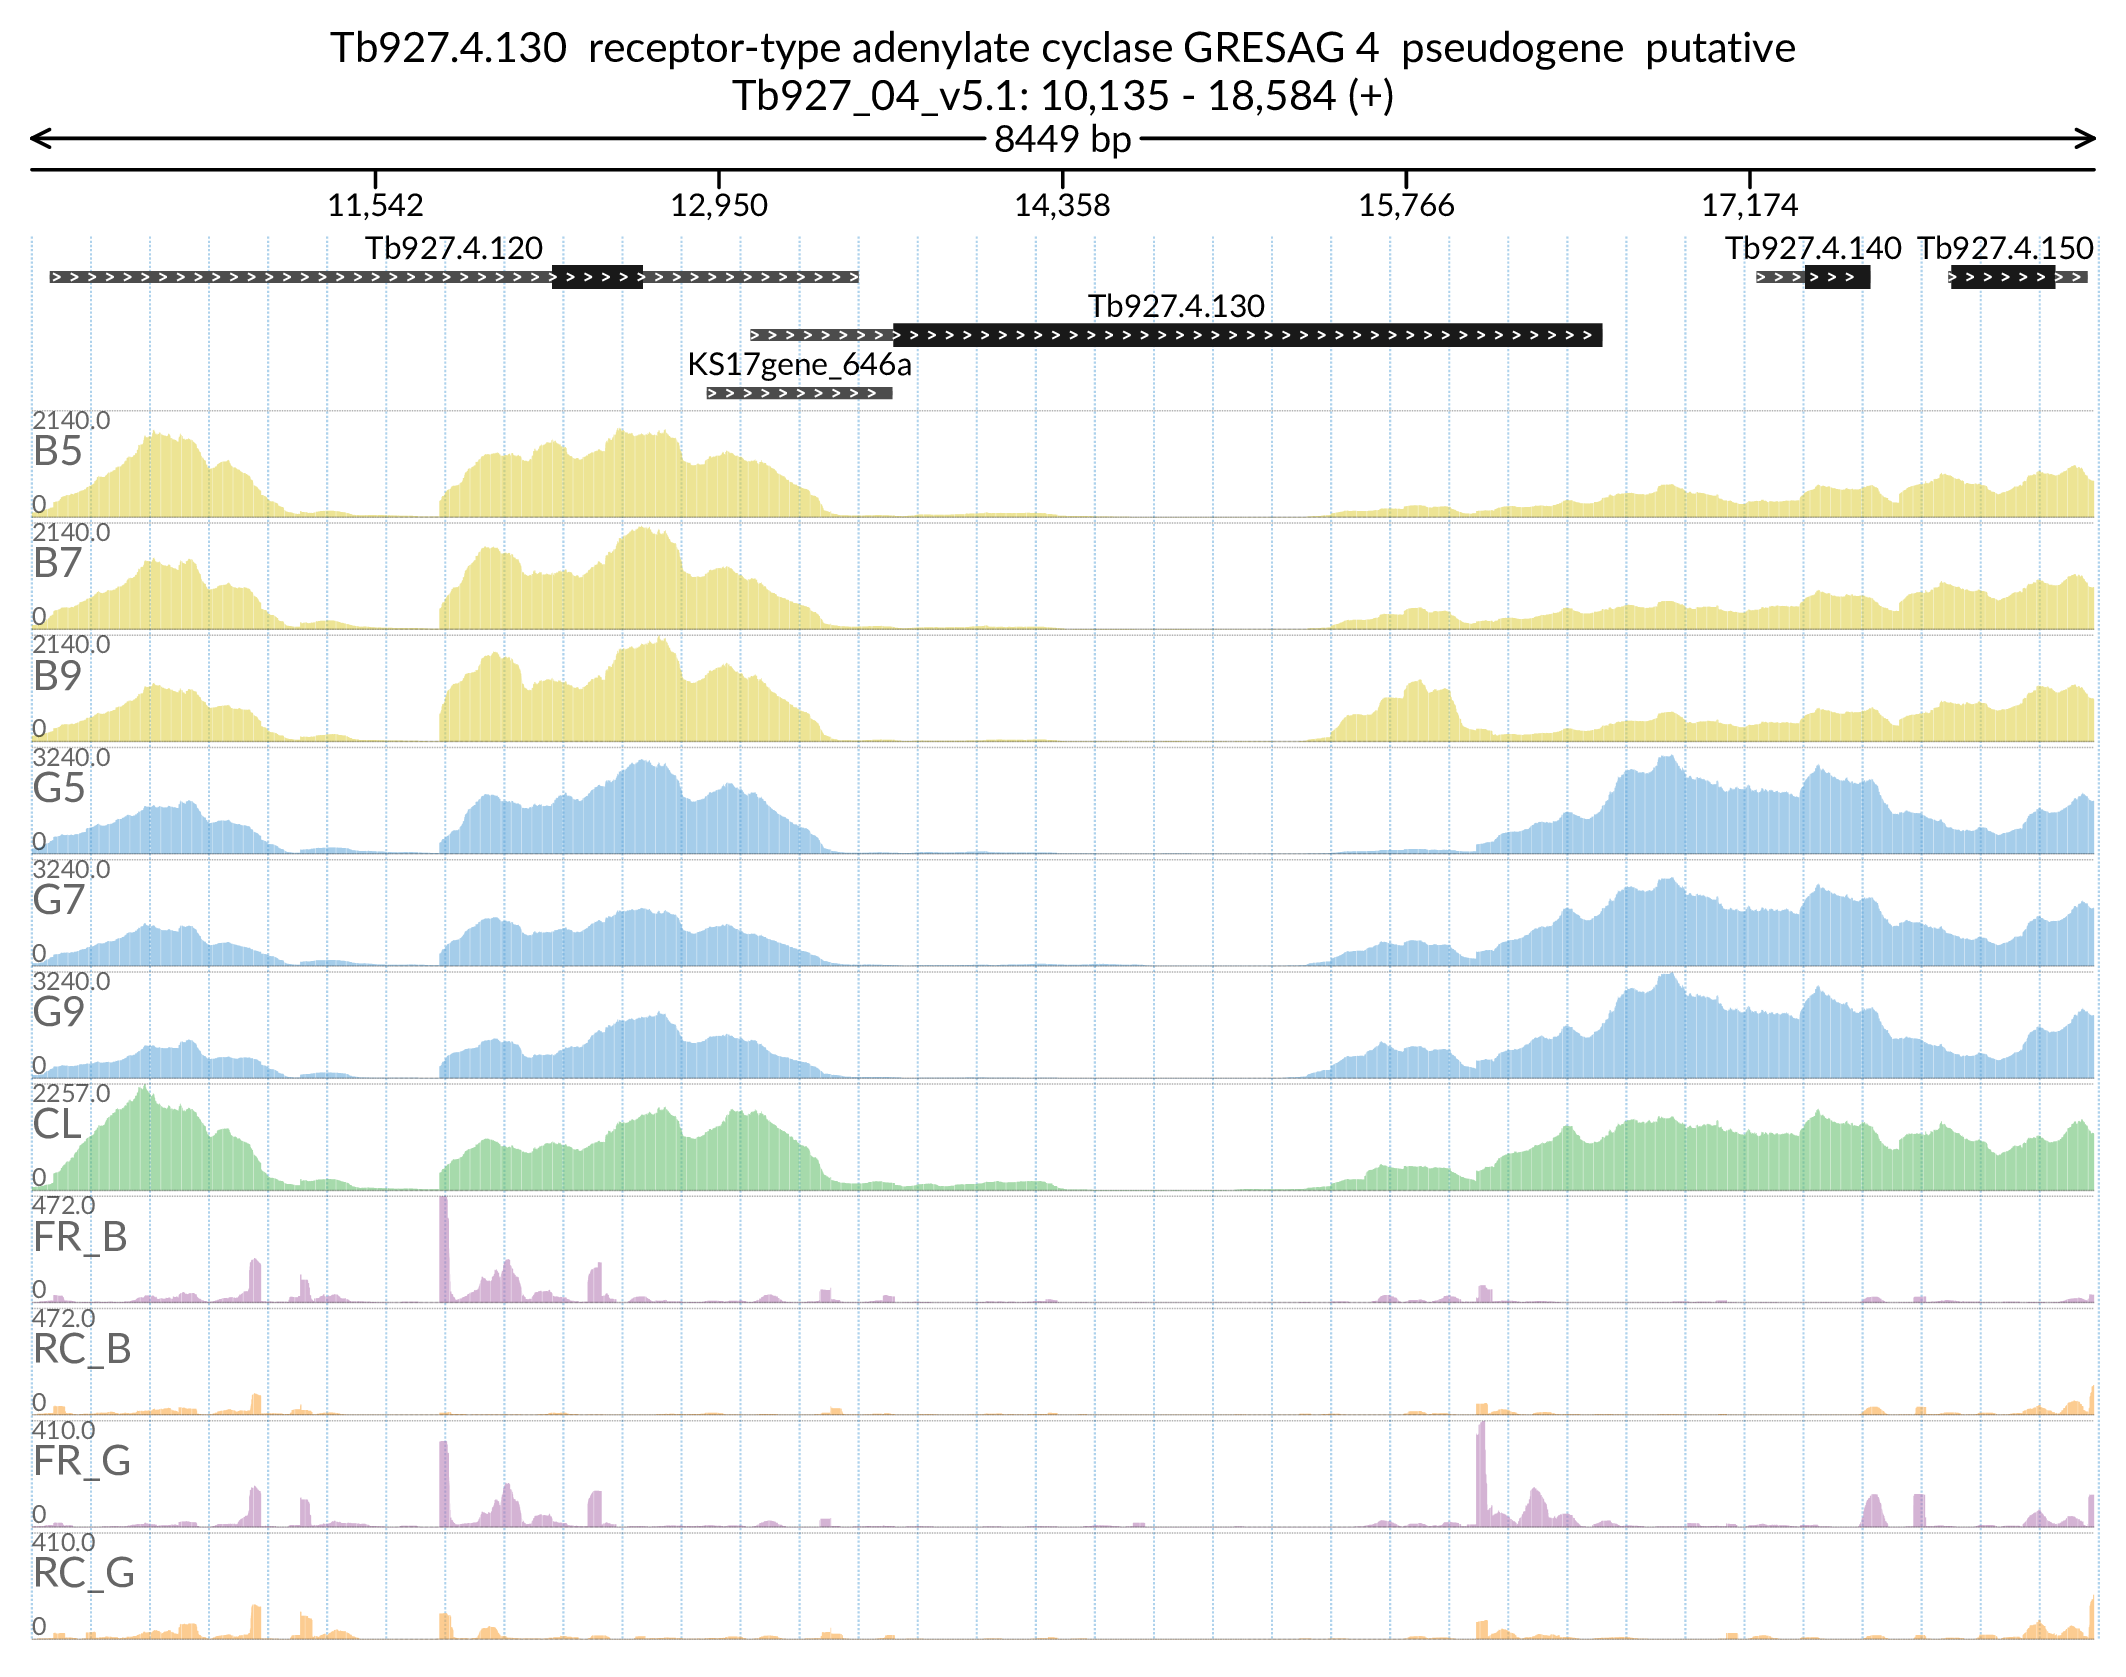 Tb927.4.130 receptor-type adenylate cyclase GRESAG 4 pseudogene putative
Tb927_04_v5.1: 10,135 - 18,584 (+)
8449 bp
11,542 12,950 14,358 15,766 17,174
Tb927.4.120 Tb927.4.140 Tb927.4.150
Tb927.4.130
KS17gene_646a
2140.0
B5
0
2140.0
B7
0
2140.0
B9
0
3240.0
G5
0
3240.0
G7
0
3240.0
G9
0
2257.0
CL
0
472.0
FR_B
0
472.0
RC_B
0
410.0
FR_G
0
410.0
RC_G
0